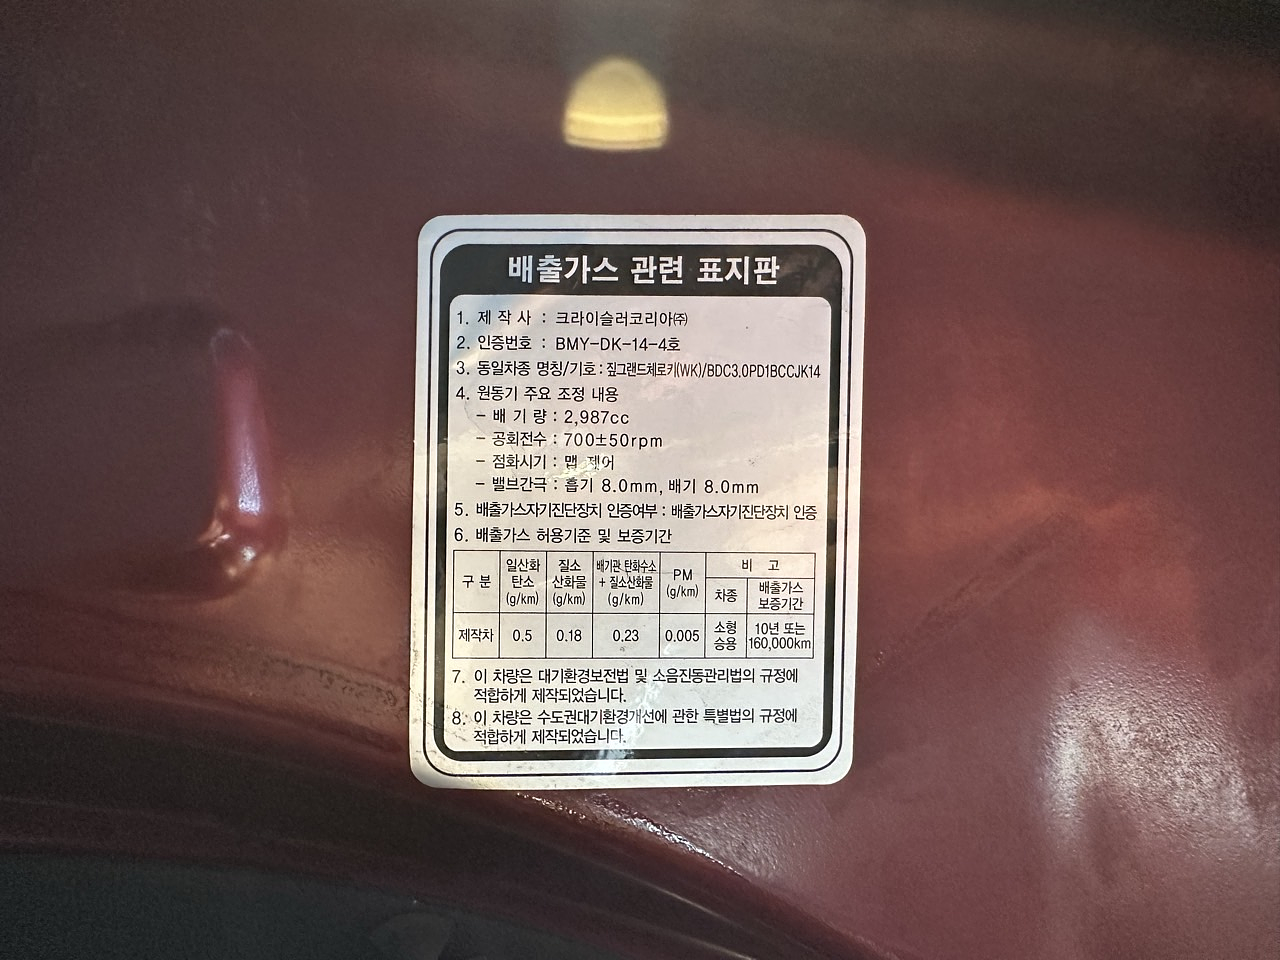 배출가스 관련 표지판
1. 제 작 사 : 크라이슬러코리아㈜
2. 인증번호 : BMY-DK-14-4호
3. 동일차종 명칭/기호 : 짚그랜드체로키(WK)/BDC3.0PD1BCCJK14
4. 원동기 주요 조정 내용
- 배 기 량 : 2,987cc
- 공회전수 : 700±50rpm
- 점화시기 : 맵 제어
- 밸브간극 : 흡기 8.0mm, 배기 8.0mm
5. 배출가스자기진단장치 인증여부 : 배출가스자기진단장치 인증
6. 배출가스 허용기준 및 보증기간
구 분 일산화탄소 (g/km) 질소산화물 (g/km) 배기관 탄화수소 + 질소산화물 (g/km) PM (g/km) 비 고
차종 배출가스 보증기간
제작차 0.5 0.18 0.23 0.005 소형승용 10년 또는 160,000km
7. 이 차량은 대기환경보전법 및 소음진동관리법의 규정에
적합하게 제작되었습니다.
8. 이 차량은 수도권대기환경개선에 관한 특별법의 규정에
적합하게 제작되었습니다.